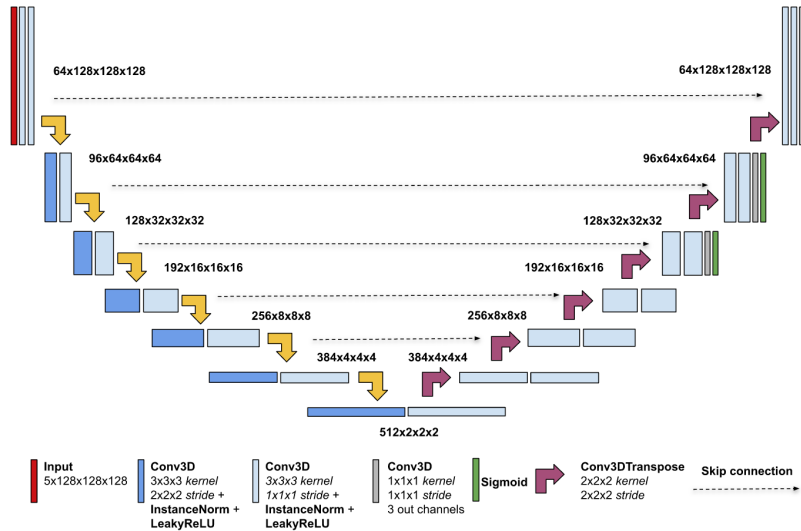 64x128x128x128
64x128x128x128
96x64x64x64
96x64x64x64
128x32x32x32
128x32x32x32
192x16x16x16
192x16x16x16
256x8x8x8
256x8x8x8
384x4x4x4
384x4x4x4
512x2x2x2
Input
5x128x128x128
Conv3D
3x3x3 kernel
2x2x2 stride +
InstanceNorm +
LeakyReLU
Conv3D
3x3x3 kernel
1x1x1 stride +
InstanceNorm +
LeakyReLU
Conv3D
1x1x1 kernel
1x1x1 stride
3 out channels
Sigmoid
Conv3DTranspose
2x2x2 kernel
2x2x2 stride
Skip connection